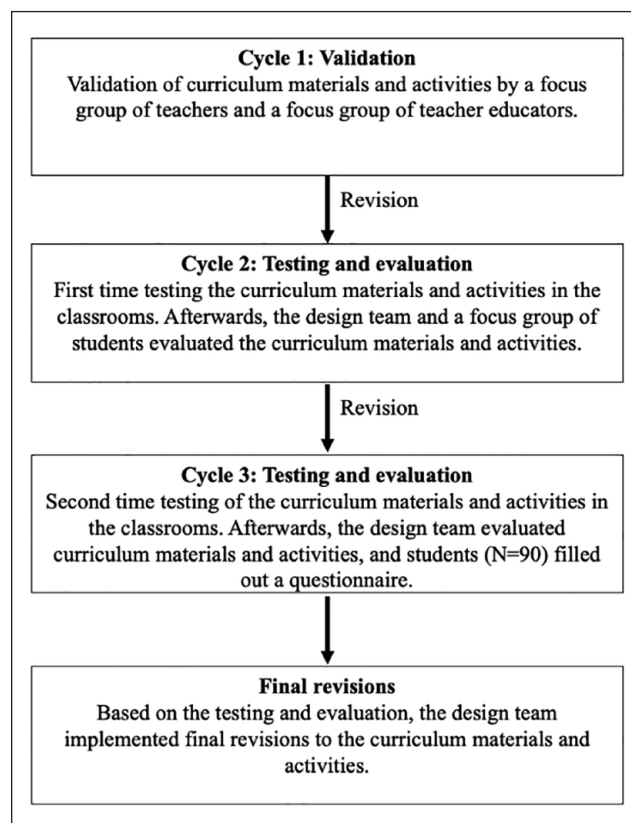 Cycle 1: Validation
Validation of curriculum materials and activities by a focus
group of teachers and a focus group of teacher educators.
Revision
Cycle 2: Testing and evaluation
First time testing the curriculum materials and activities in the
classrooms. Afterwards, the design team and a focus group of
students evaluated the curriculum materials and activities.
Revision
Cycle 3: Testing and evaluation
Second time testing of the curriculum materials and activities in
the classrooms. Afterwards, the design team evaluated
curriculum materials and activities, and students (N=90) filled
out a questionnaire.
Final revisions
Based on the testing and evaluation, the design team
implemented final revisions to the curriculum materials and
activities.